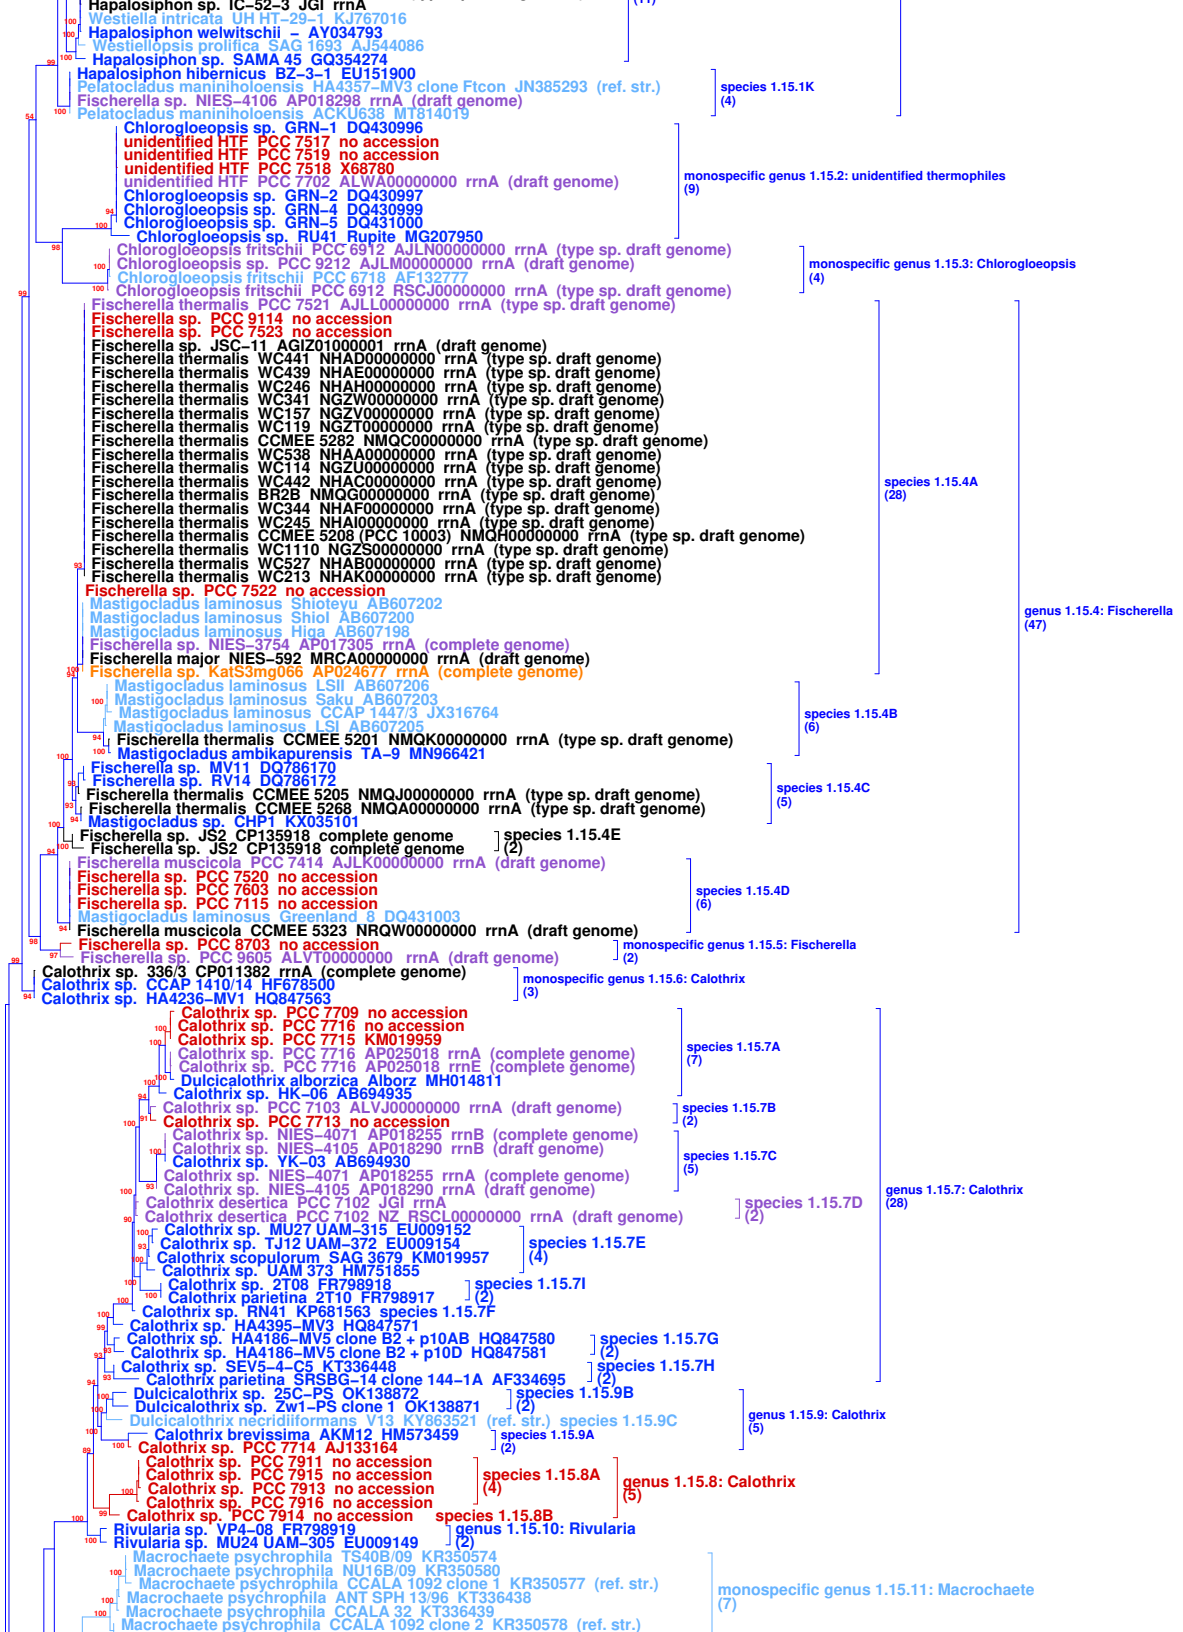 Hapalosiphon sp. IC-52-3 JGI rrnA
(11)
Westiella intricata UH HT-29-1 KJ767016
Hapalosiphon welwitschii - AY034793
Westiellopsis prolifica SAG 1693 AJ544086
Hapalosiphon sp. SAMA 45 GQ354274
Hapalosiphon hibernicus BZ-3-1 EU151900
Pelatocladus maniniholoensis HA4357-MV3 clone Ftcon JN385293 (ref. str.)
species 1.15.1K
Fischerella sp. NIES-4106 AP018298 rrnA (draft genome)
(4)
Pelatocladus maniniholoensis ACKU638 MT814019
Chlorogloeopsis sp. GRN-1 DQ430996
unidentified HTF PCC 7517 no accession
unidentified HTF PCC 7519 no accession
unidentified HTF PCC 7518 X68780
monospecific genus 1.15.2: unidentified thermophiles
unidentified HTF PCC 7702 ALWA00000000 rrnA (draft genome)
(9)
Chlorogloeopsis sp. GRN-2 DQ430997
Chlorogloeopsis sp. GRN-4 DQ430999
Chlorogloeopsis sp. GRN-5 DQ431000
Chlorogloeopsis sp. RU41 Rupite MG207950
Chlorogloeopsis fritschii PCC 6912 AJLN00000000 rrnA (type sp. draft genome)
Chlorogloeopsis sp. PCC 9212 AJLM00000000 rrnA (draft genome)
monospecific genus 1.15.3: Chlorogloeopsis
Chlorogloeopsis fritschii PCC 6718 AF132777
(4)
Chlorogloeopsis fritschii PCC 6912 RSCJ00000000 rrnA (type sp. draft genome)
Fischerella thermalis PCC 7521 AJLL00000000 rrnA (type sp. draft genome)
Fischerella sp. PCC 9114 no accession
Fischerella sp. PCC 7523 no accession
Fischerella sp. JSC-11 AGIZ01000001 rrnA (draft genome)
Fischerella thermalis WC441 NHAD00000000 rrnA (type sp. draft genome)
Fischerella thermalis WC439 NHAE00000000 rrnA (type sp. draft genome)
Fischerella thermalis WC246 NHAH00000000 rrnA (type sp. draft genome)
Fischerella thermalis WC341 NGZW00000000 rrnA (type sp. draft genome)
Fischerella thermalis WC157 NGZV00000000 rrnA (type sp. draft genome)
Fischerella thermalis WC119 NGZT00000000 rrnA (type sp. draft genome)
Fischerella thermalis CCMEE 5282 NMQC00000000 rrnA (type sp. draft genome)
Fischerella thermalis WC538 NHAA00000000 rrnA (type sp. draft genome)
Fischerella thermalis WC114 NGZU00000000 rrnA (type sp. draft genome)
Fischerella thermalis WC442 NHAC00000000 rrnA (type sp. draft genome)
species 1.15.4A
Fischerella thermalis BR2B NMQG00000000 rrnA (type sp. draft genome)
(28)
Fischerella thermalis WC344 NHAF00000000 rrnA (type sp. draft genome)
Fischerella thermalis WC245 NHAI00000000 rrnA (type sp. draft genome)
Fischerella thermalis CCMEE 5208 (PCC 10003) NMQH00000000 rrnA (type sp. draft genome)
Fischerella thermalis WC1110 NGZS00000000 rrnA (type sp. draft genome)
Fischerella thermalis WC527 NHAB00000000 rrnA (type sp. draft genome)
Fischerella thermalis WC213 NHAK00000000 rrnA (type sp. draft genome)
Fischerella sp. PCC 7522 no accession
Mastigocladus laminosus Shioteyu AB607202
Mastigocladus laminosus ShioI AB607200
genus 1.15.4: Fischerella
Mastigocladus laminosus Higa AB607198
(47)
Fischerella sp. NIES-3754 AP017305 rrnA (complete genome)
Fischerella major NIES-592 MRCA00000000 rrnA (draft genome)
Fischerella sp. KatS3mg066 AP024677 rrnA (complete genome)
Mastigocladus laminosus LSII AB607206
Mastigocladus laminosus Saku AB607203
Mastigocladus laminosus CCAP 1447/3 JX316764
species 1.15.4B
Mastigocladus laminosus LSI AB607205
(6)
Fischerella thermalis CCMEE 5201 NMQK00000000 rrnA (type sp. draft genome)
Mastigocladus ambikapurensis TA-9 MN966421
Fischerella sp. MV11 DQ786170
Fischerella sp. RV14 DQ786172
species 1.15.4C
Fischerella thermalis CCMEE 5205 NMQJ00000000 rrnA (type sp. draft genome)
(5)
Fischerella thermalis CCMEE 5268 NMQA00000000 rrnA (type sp. draft genome)
Mastigocladus sp. CHP1 KX035101
Fischerella sp. JS2 CP135918 complete genome species 1.15.4E
Fischerella sp. JS2 CP135918 complete genome (2)
Fischerella muscicola PCC 7414 AJLK00000000 rrnA (draft genome)
Fischerella sp. PCC 7520 no accession
Fischerella sp. PCC 7603 no accession
species 1.15.4D
Fischerella sp. PCC 7115 no accession
(6)
Mastigocladus laminosus Greenland 8 DQ431003
Fischerella muscicola CCMEE 5323 NRQW00000000 rrnA (draft genome)
Fischerella sp. PCC 8703 no accession
monospecific genus 1.15.5: Fischerella
Fischerella sp. PCC 9605 ALVT00000000 rrnA (draft genome)
(2)
Calothrix sp. 336/3 CP011382 rrnA (complete genome)
monospecific genus 1.15.6: Calothrix
Calothrix sp. CCAP 1410/14 HF678500
(3)
Calothrix sp. HA4236-MV1 HQ847563
Calothrix sp. PCC 7709 no accession
Calothrix sp. PCC 7716 no accession
Calothrix sp. PCC 7715 KM019959
species 1.15.7A
Calothrix sp. PCC 7716 AP025018 rrnA (complete genome)
(7)
Calothrix sp. PCC 7716 AP025018 rrnE (complete genome)
Dulcicalothrix alborzica Alborz MH014811
Calothrix sp. HK-06 AB694935
Calothrix sp. PCC 7103 ALVJ00000000 rrnA (draft genome)
species 1.15.7B
Calothrix sp. PCC 7713 no accession
(2)
Calothrix sp. NIES-4071 AP018255 rrnB (complete genome)
Calothrix sp. NIES-4105 AP018290 rrnB (draft genome)
species 1.15.7C
Calothrix sp. YK-03 AB694930
(5)
Calothrix sp. NIES-4071 AP018255 rrnA (complete genome)
Calothrix sp. NIES-4105 AP018290 rrnA (draft genome)
genus 1.15.7: Calothrix
(28)
Calothrix desertica PCC 7102 JGI rrnA
species 1.15.7D
Calothrix desertica PCC 7102 NZ_RSCL00000000 rrnA (draft genome)
(2)
Calothrix sp. MU27 UAM-315 EU009152
Calothrix sp. TJ12 UAM-372 EU009154
species 1.15.7E
Calothrix scopulorum SAG 3679 KM019957
(4)
Calothrix sp. UAM 373 HM751855
Calothrix sp. 2T08 FR798918
species 1.15.7I
Calothrix parietina 2T10 FR798917
(2)
Calothrix sp. RN41 KP681563 species 1.15.7F
Calothrix sp. HA4395-MV3 HQ847571
Calothrix sp. HA4186-MV5 clone B2 + p10AB HQ847580
species 1.15.7G
Calothrix sp. HA4186-MV5 clone B2 + p10D HQ847581
(2)
Calothrix sp. SEV5-4-C5 KT336448
species 1.15.7H
Calothrix parietina SRSBG-14 clone 144-1A AF334695
(2)
Dulcicalothrix sp. 25C-PS OK138872
species 1.15.9B
Dulcicalothrix sp. Zw1-PS clone 1 OK138871
(2)
genus 1.15.9: Calothrix
(5)
Dulcicalothrix necridiiformans V13 KY863521 (ref. str.) species 1.15.9C
Calothrix brevissima AKM12 HM573459
species 1.15.9A
Calothrix sp. PCC 7714 AJ133164
(2)
Calothrix sp. PCC 7911 no accession
Calothrix sp. PCC 7915 no accession
species 1.15.8A
genus 1.15.8: Calothrix
Calothrix sp. PCC 7913 no accession
(4)
(5)
Calothrix sp. PCC 7916 no accession
Calothrix sp. PCC 7914 no accession species 1.15.8B
Rivularia sp. VP4-08 FR798919
genus 1.15.10: Rivularia
Rivularia sp. MU24 UAM-305 EU009149
(2)
Macrochaete psychrophila TS40B/09 KR350574
Macrochaete psychrophila NU16B/09 KR350580
Macrochaete psychrophila CCALA 1092 clone 1 KR350577 (ref. str.)
monospecific genus 1.15.11: Macrochaete
Macrochaete psychrophila ANT SPH 13/96 KT336438
(7)
Macrochaete psychrophila CCALA 32 KT336439
Macrochaete psychrophila CCALA 1092 clone 2 KR350578 (ref. str.)